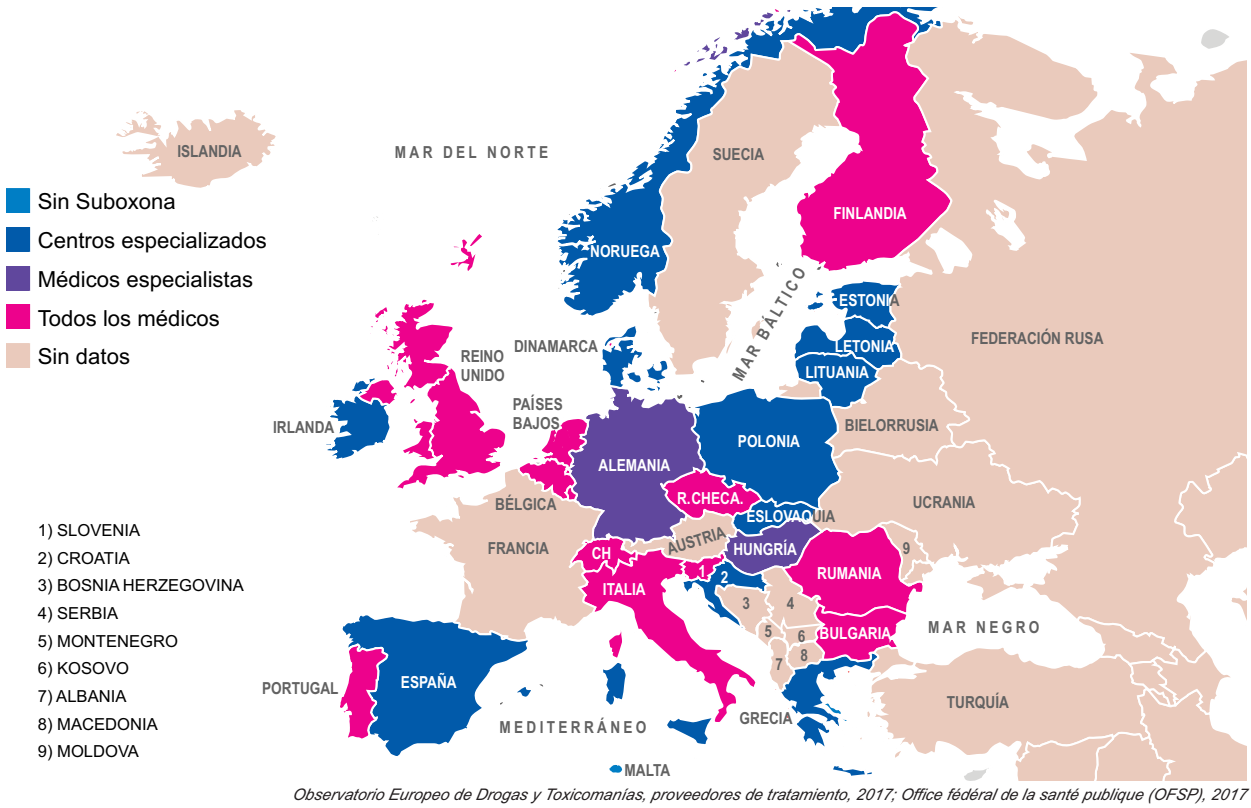 ISLANDIA
MAR DEL NORTE
SUECIA
FINLANDIA
NORUEGA
Sin Suboxona
Centros especializados
Médicos especialistas
Todos los médicos
Sin datos
MAR BÁLTICO
ESTONIA
LETONIA
LITUANIA
FEDERACIÓN RUSA
DINAMARCA
REINO
UNIDO
PAÍSES
BAJOS
IRLANDA
BIELORRUSIA
POLONIA
ALEMANIA
R.CHECA.
BÉLGICA
ESLOVAQUIA
UCRANIA
FRANCIA
CH
AUSTRIA
HUNGRÍA
9
ITALIA
1
2
RUMANIA
3
4
5
6
BULGARIA
7
8
MAR NEGRO
1) SLOVENIA
2) CROATIA
3) BOSNIA HERZEGOVINA
4) SERBIA
5) MONTENEGRO
6) KOSOVO
7) ALBANIA
8) MACEDONIA
9) MOLDOVA
PORTUGAL
ESPAÑA
MEDITERRÁNEO
GRECIA
TURQUÍA
MALTA
Observatorio Europeo de Drogas y Toxicomanías, proveedores de tratamiento, 2017; Office fédéral de la santé publique (OFSP), 2017